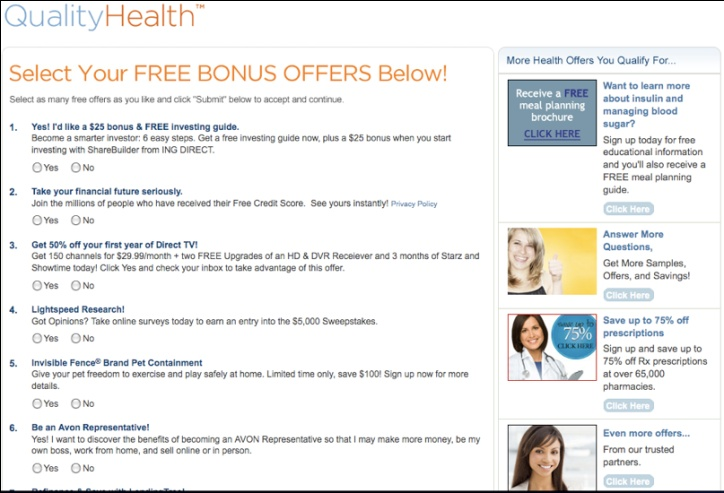 QualityHealth™
Select Your FREE BONUS OFFERS Below!
Select as many free offers as you like and click "Submit" below to accept and continue.
1. Yes! I'd like a $25 bonus & FREE investing guide.
Become a smarter investor: 6 easy steps. Get a free investing guide now, plus a $25 bonus when you start
investing with ShareBuilder from ING DIRECT.
Yes No
2. Take your financial future seriously.
Join the millions of people who have received their Free Credit Score. See yours instantly! Privacy Policy
Yes No
3. Get 50% off your first year of Direct TV!
Get 150 channels for $29.99/month + two FREE Upgrades of an HD & DVR Receiever and 3 months of Starz and
Showtime today! Click Yes and check your inbox to take advantage of this offer.
Yes No
4. Lightspeed Research!
Got Opinions? Take online surveys today to earn an entry into the $5,000 Sweepstakes.
Yes No
5. Invisible Fence® Brand Pet Containment
Give your pet freedom to exercise and play safely at home. Limited time only, save $100! Sign up now for more
details.
Yes No
6. Be an Avon Representative!
Yes! I want to discover the benefits of becoming an AVON Representative so that I may make more money, be my
own boss, work from home, and sell online or in person.
Yes No
More Health Offers You Qualify For...
Receive a FREE
meal planning
brochure
CLICK HERE
Want to learn more
about insulin and
managing blood
sugar?
Sign up today for free
educational information
and you'll also receive a
FREE meal planning
guide.
Click Here
Answer More
Questions,
Get More Samples,
Offers, and Savings!
Click Here
75%
CLICK HERE
Save up to 75% off
prescriptions
Sign up and save up to
75% off Rx prescriptions
at over 65,000
pharmacies.
Click Here
Even more offers...
From our trusted
partners.
Click Here